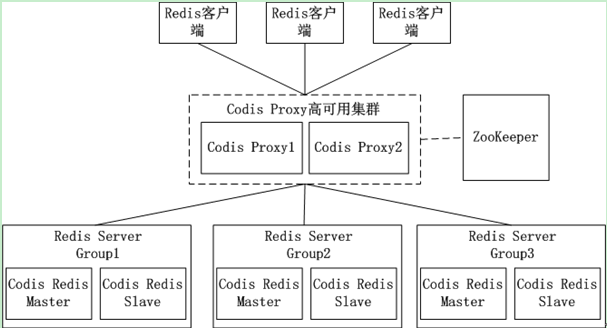 Redis客户 Redis客户 Redis客户
端 端 端
Codis Proxy高可用集群
Codis Proxy1 Codis Proxy2
ZooKeeper
Redis Server Redis Server Redis Server
Group1 Group2 Group3
Codis Redis Codis Redis Codis Redis Codis Redis Codis Redis Codis Redis
Master Slave Master Slave Master Slave